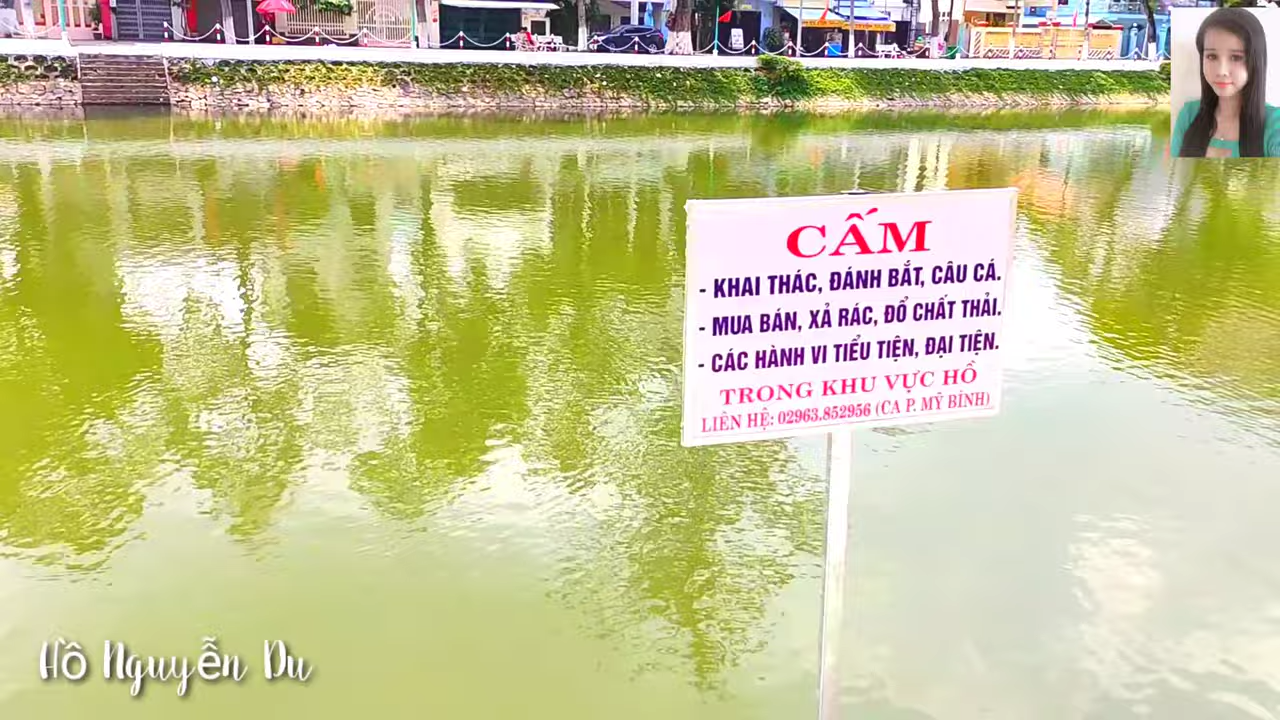 CẤM
- KHAI THÁC, ĐÁNH BẮT, CÂU CÁ.
- MUA BÁN, XẢ RÁC, ĐỔ CHẤT THẢI.
- CÁC HÀNH VI TIỂU TIỆN, ĐẠI TIỆN.
TRONG KHU VỰC HỒ
LIÊN HỆ: 02963.852956 (CA P. MỸ BÌNH)
Hồ Nguyễn Du